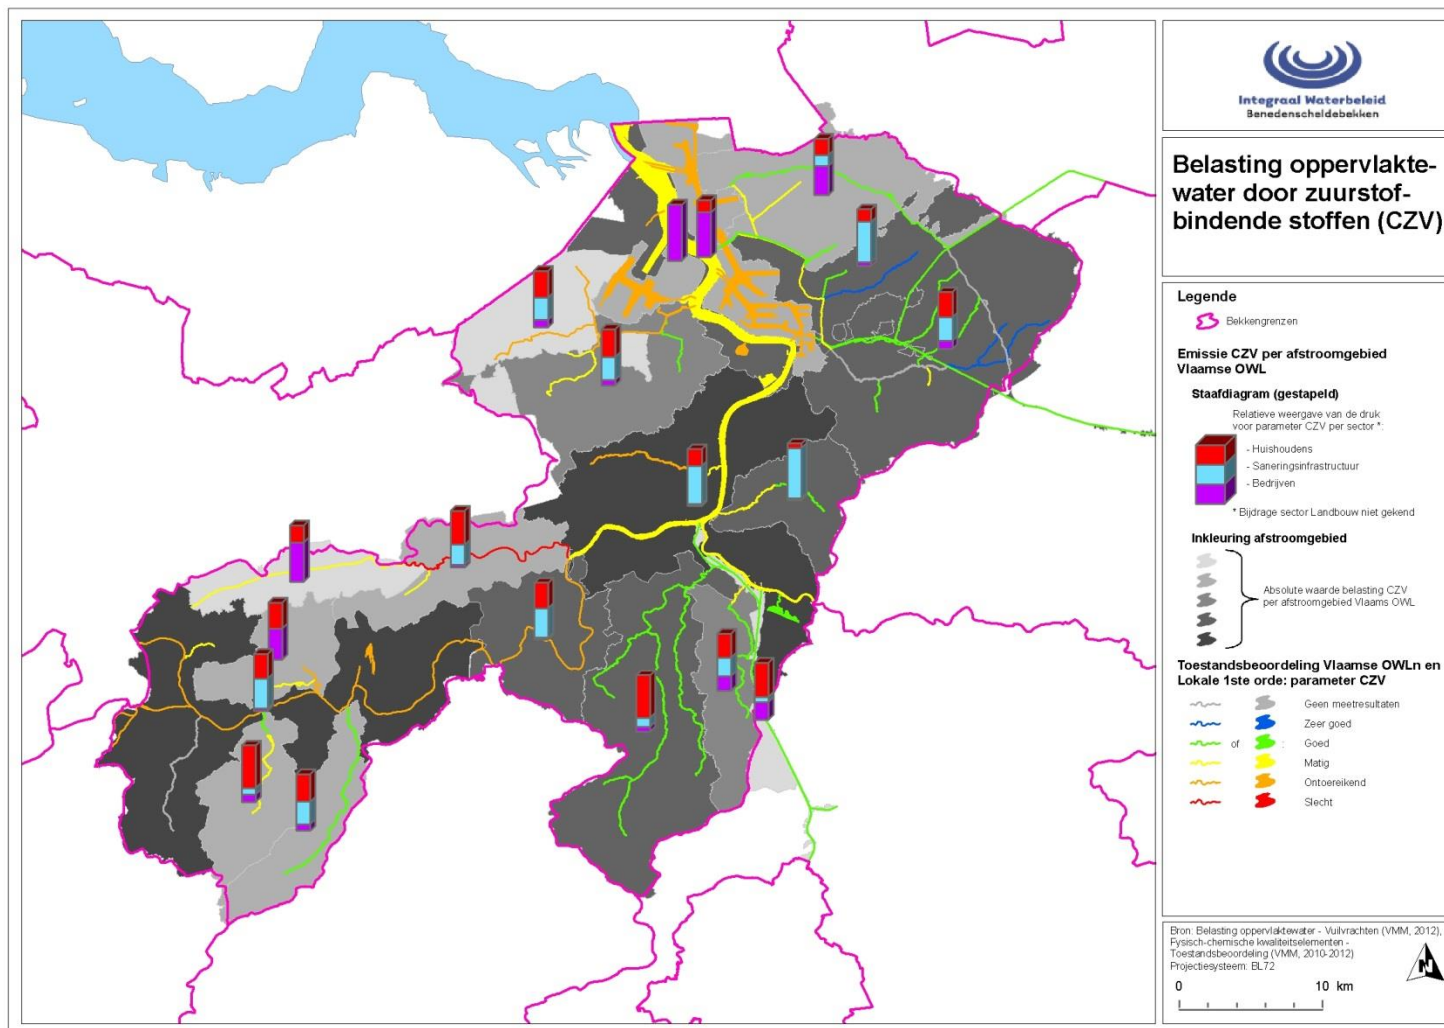 Integraal Waterbeleid
Benedenscheldebekken
Belasting oppervlakte-
water door zuurstof-
bindende stoffen (CZV)
Legende
Bekkengrenzen
Emissie CZV per afstroomgebied
Vlaamse OWL
Staafdiagram (gestapeld)
Relatieve weergave van de druk
voor parameter CZV per sector *:
- Huishoudens
- Saneringsinfrastructuur
- Bedrijven
* Bijdrage sector Landbouw niet gekend
Inkleuring afstroomgebied
Absolute waarde belasting CZV
per afstroomgebied Vlaams OWL
Toestandsbeoordeling Vlaamse OWLn en
Lokale 1ste orde: parameter CZV
Geen meetresultaten
Zeer goed
of : Goed
Matig
Ontoereikend
Slecht
Bron: Belasting oppervlaktewater - Vuilvrachten (VMM, 2012),
Fysisch-chemische kwaliteitselementen -
Toestandsbeoordeling (VMM, 2010-2012)
Projectiesysteem: BL72
N
0 10 km